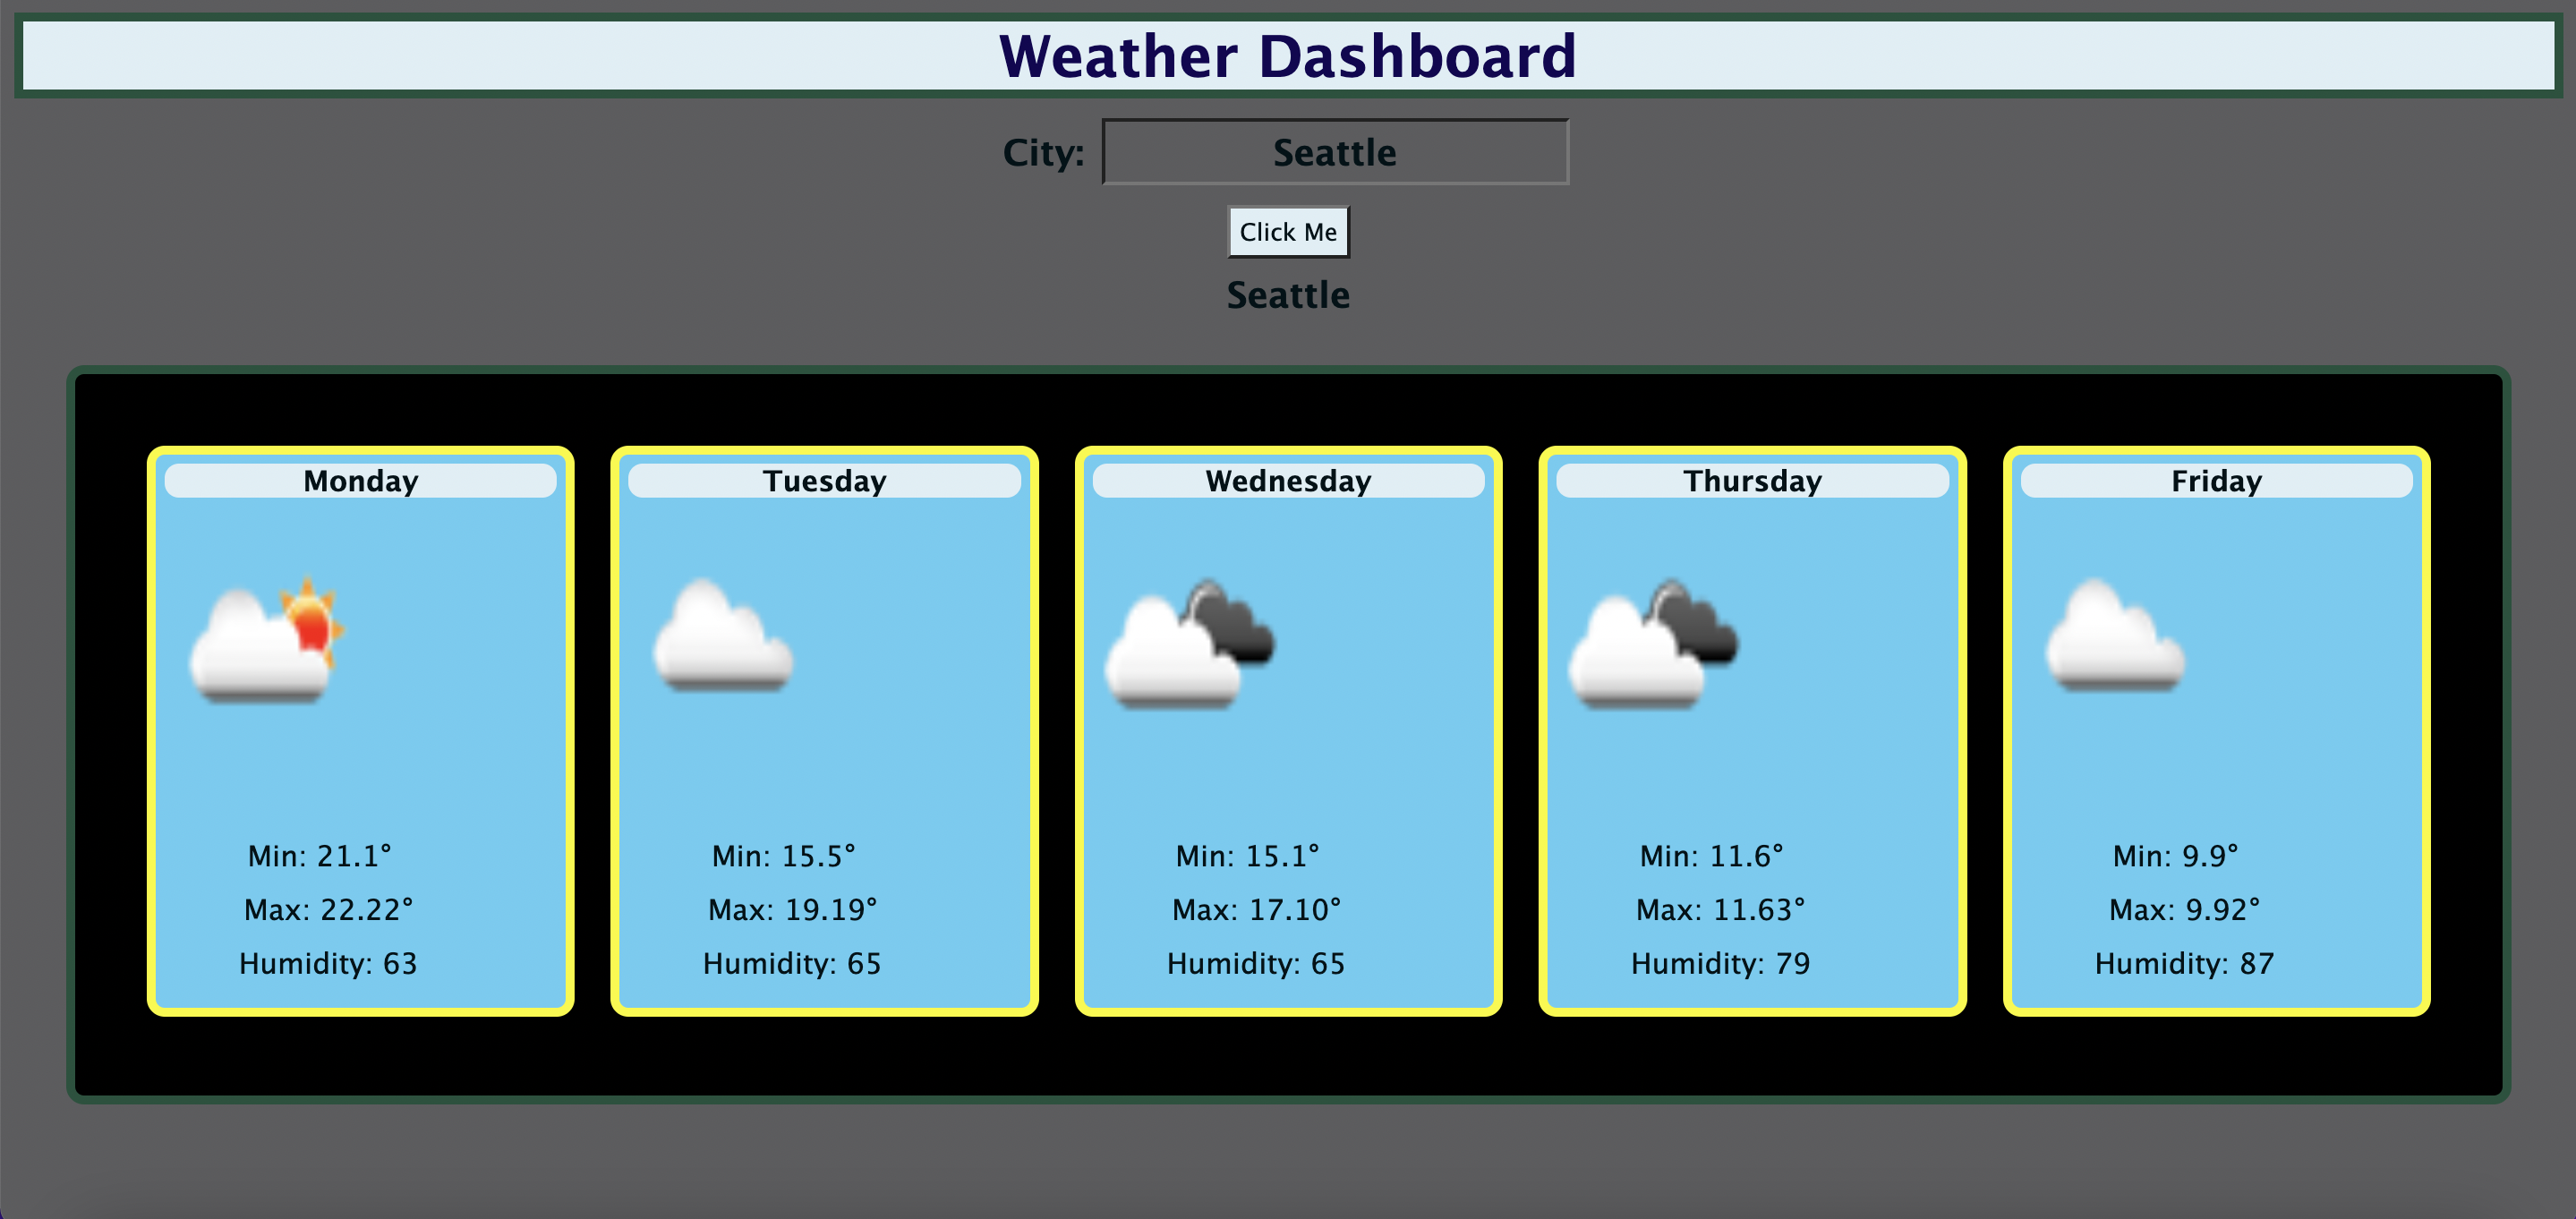 Weather Dashboard
City: Seattle
Click Me
Seattle
Monday
Min: 21.1°
Max: 22.22°
Humidity: 63
Tuesday
Min: 15.5°
Max: 19.19°
Humidity: 65
Wednesday
Min: 15.1°
Max: 17.10°
Humidity: 65
Thursday
Min: 11.6°
Max: 11.63°
Humidity: 79
Friday
Min: 9.9°
Max: 9.92°
Humidity: 87